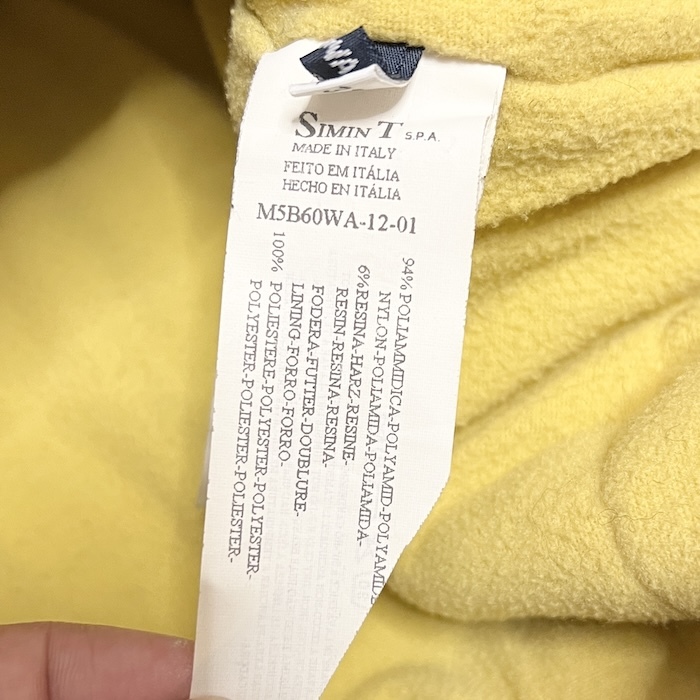 SIMIN T S.P.A.
MADE IN ITALY
FEITO EM ITÁLIA
HECHO EN ITÁLIA
M5B60WA-12-01
94% POLIAMMIDICA-POLYAMID-POLYAMIDE
NYLON-POLIAMIDA-POLIAMIDA-
6%RESINA-HARZ-RESINE-
RESIN-RESINA-RESINA-
FODERA-FUTTER-DOUBLURE-
LINING-FORRO-FORRO-
100% POLIESTERE-POLYESTER-POLYESTER-
POLYESTER-POLIESTER-POLIESTER-